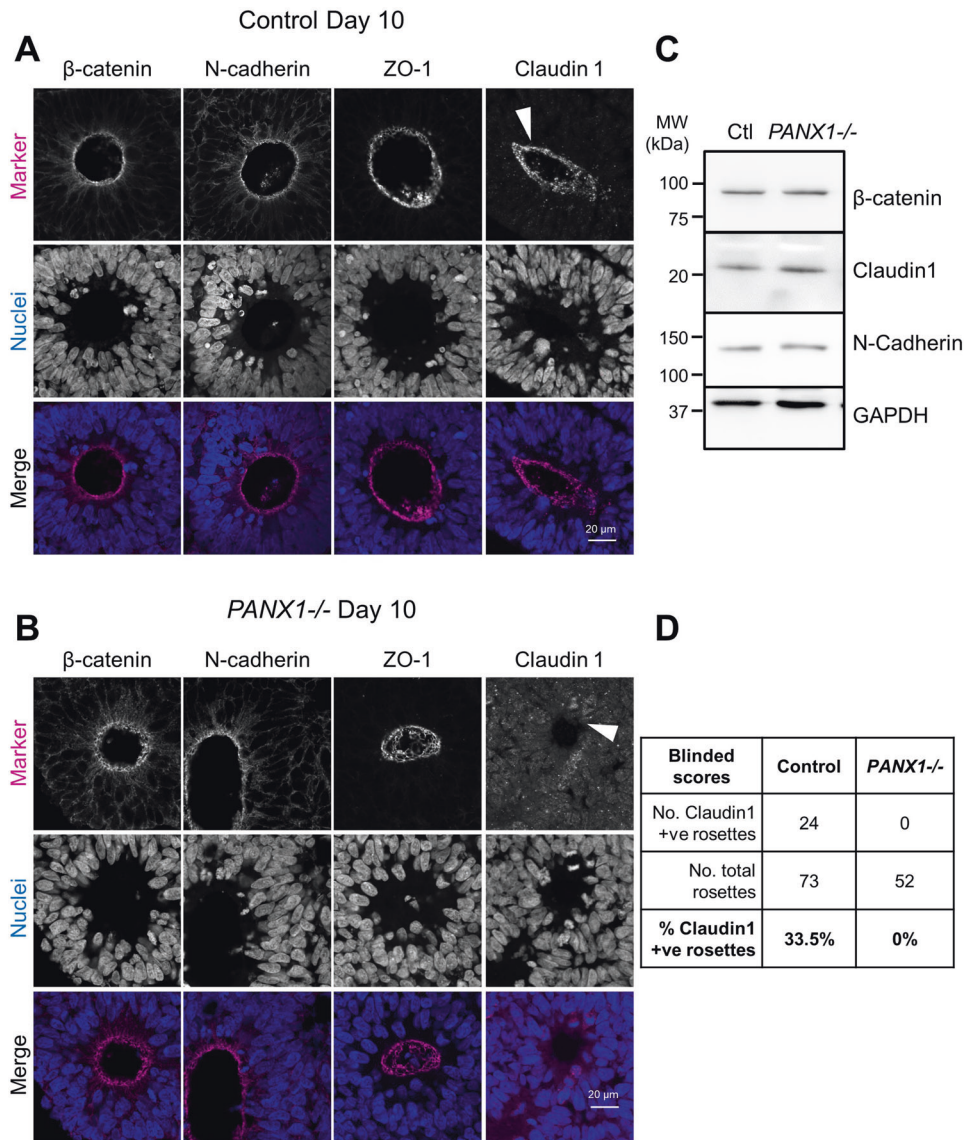 Control Day 10
A
β-catenin N-cadherin ZO-1 Claudin 1
Marker
Nuclei
Merge
20 µm
B
PANX1-/- Day 10
β-catenin N-cadherin ZO-1 Claudin 1
Marker
Nuclei
Merge
20 µm
C
MW
(kDa)
Ctl PANX1-/-
100
75
β-catenin
20
Claudin1
150
100
N-Cadherin
37
GAPDH
D
Blinded
scores
Control PANX1-/-
No. Claudin1
+ve rosettes
24 0
No. total
rosettes
73 52
% Claudin1
+ve rosettes
33.5% 0%